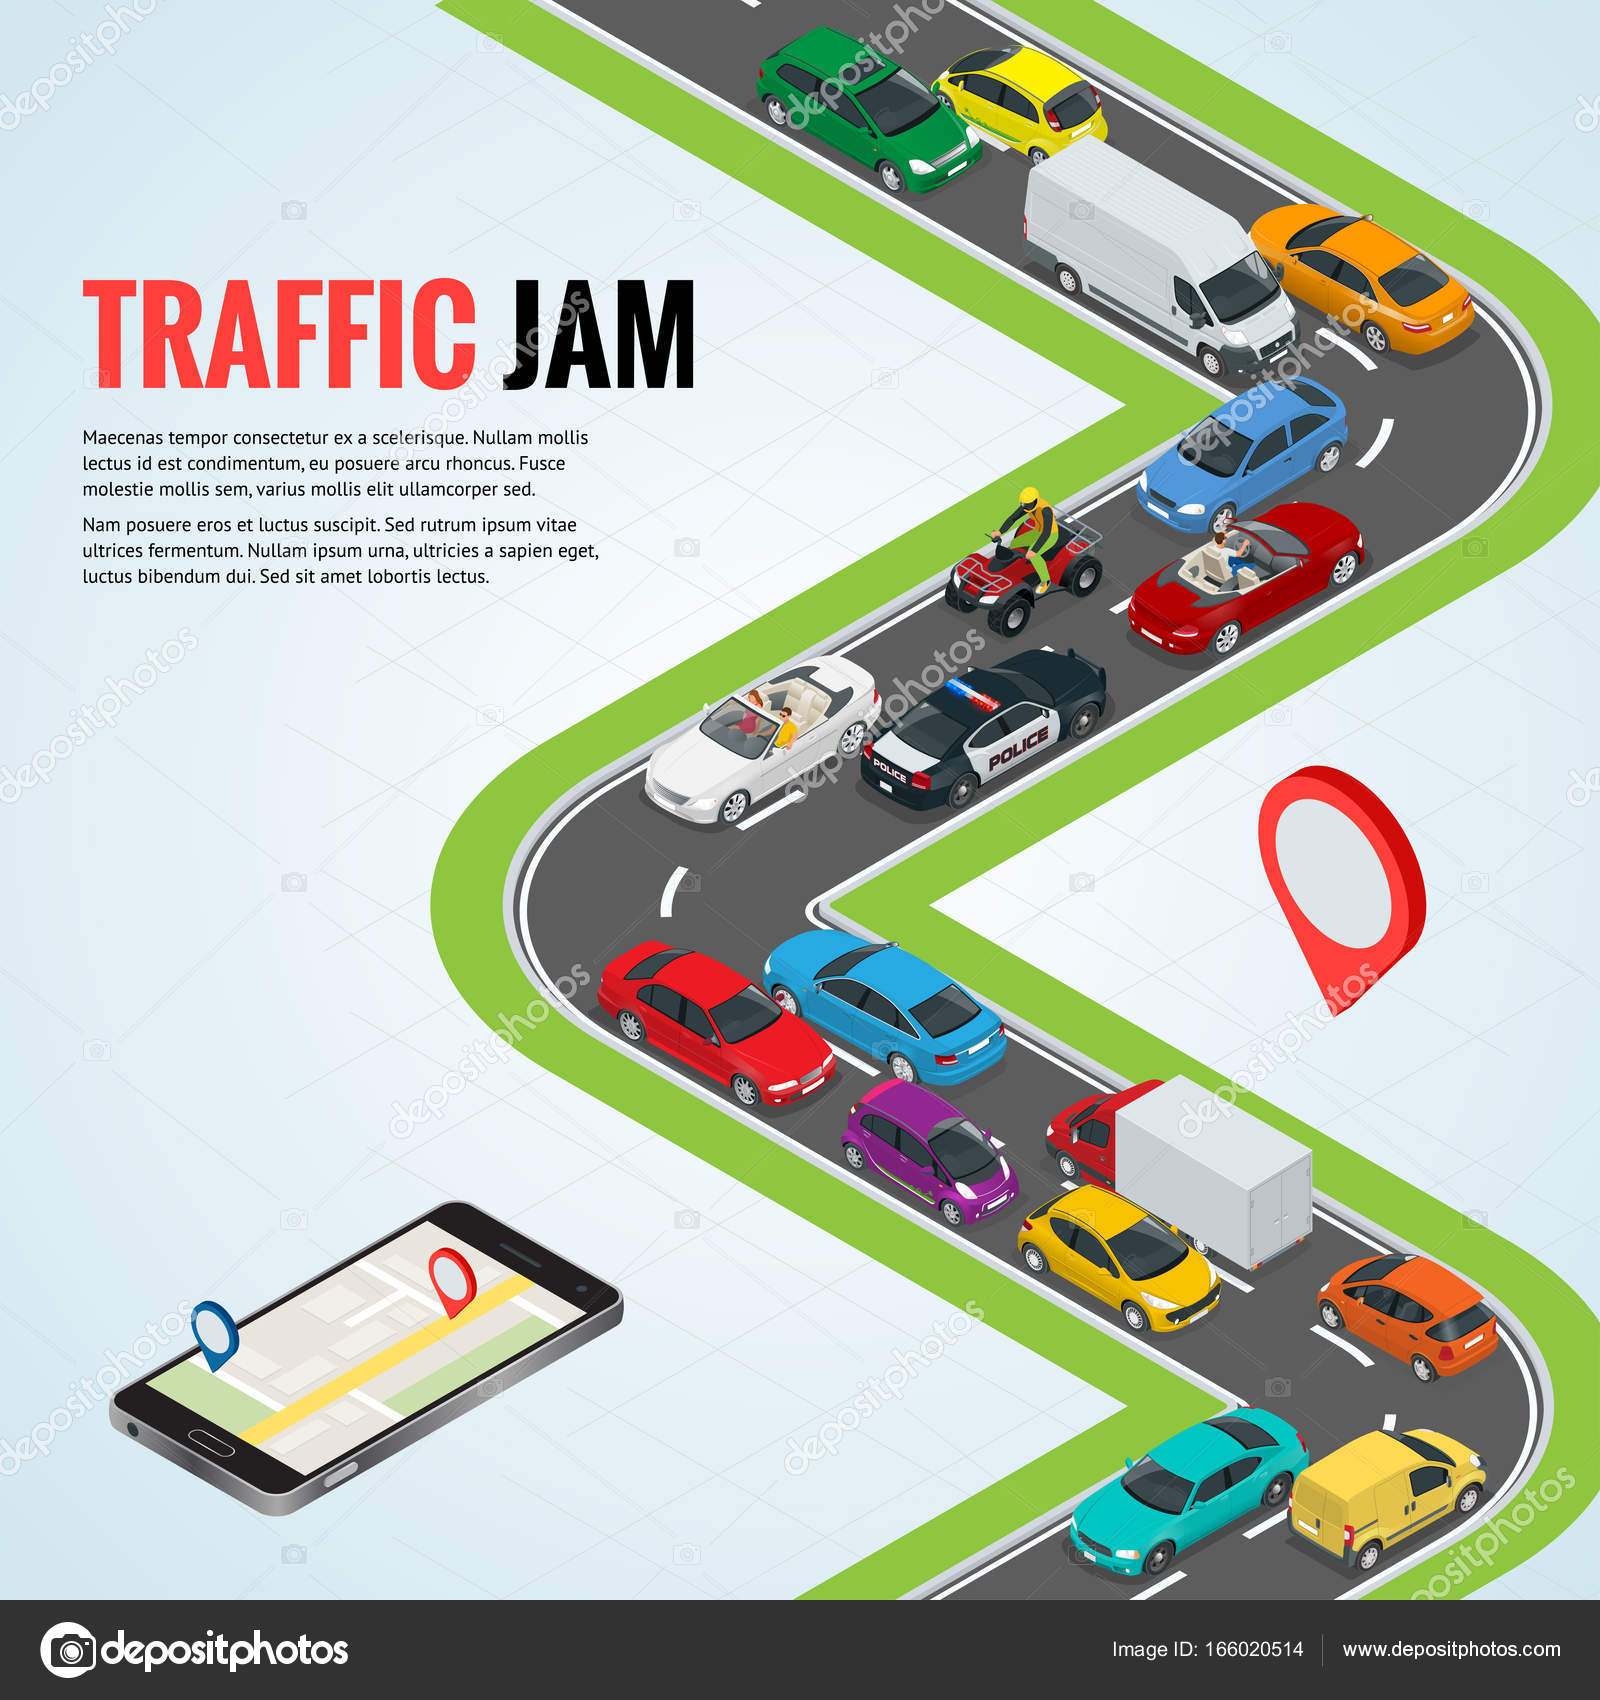 TRAFFIC JAM
Maecenas tempor consectetur ex a scelerisque. Nullam mollis
lectus id est condimentum, eu posuere arcu rhoncus. Fusce
molestie mollis sem, varius mollis elit ullamcorper sed.
Nam posuere eros et luctus suscipit. Sed rutrum ipsum vitae
ultrices fermentum. Nullam ipsum urna, ultricies a sapien eget,
luctus bibendum dui. Sed sit amet lobortis lectus.
POLICE
POLICE
depositphotos
Image ID: 166020514
www.depositphotos.com